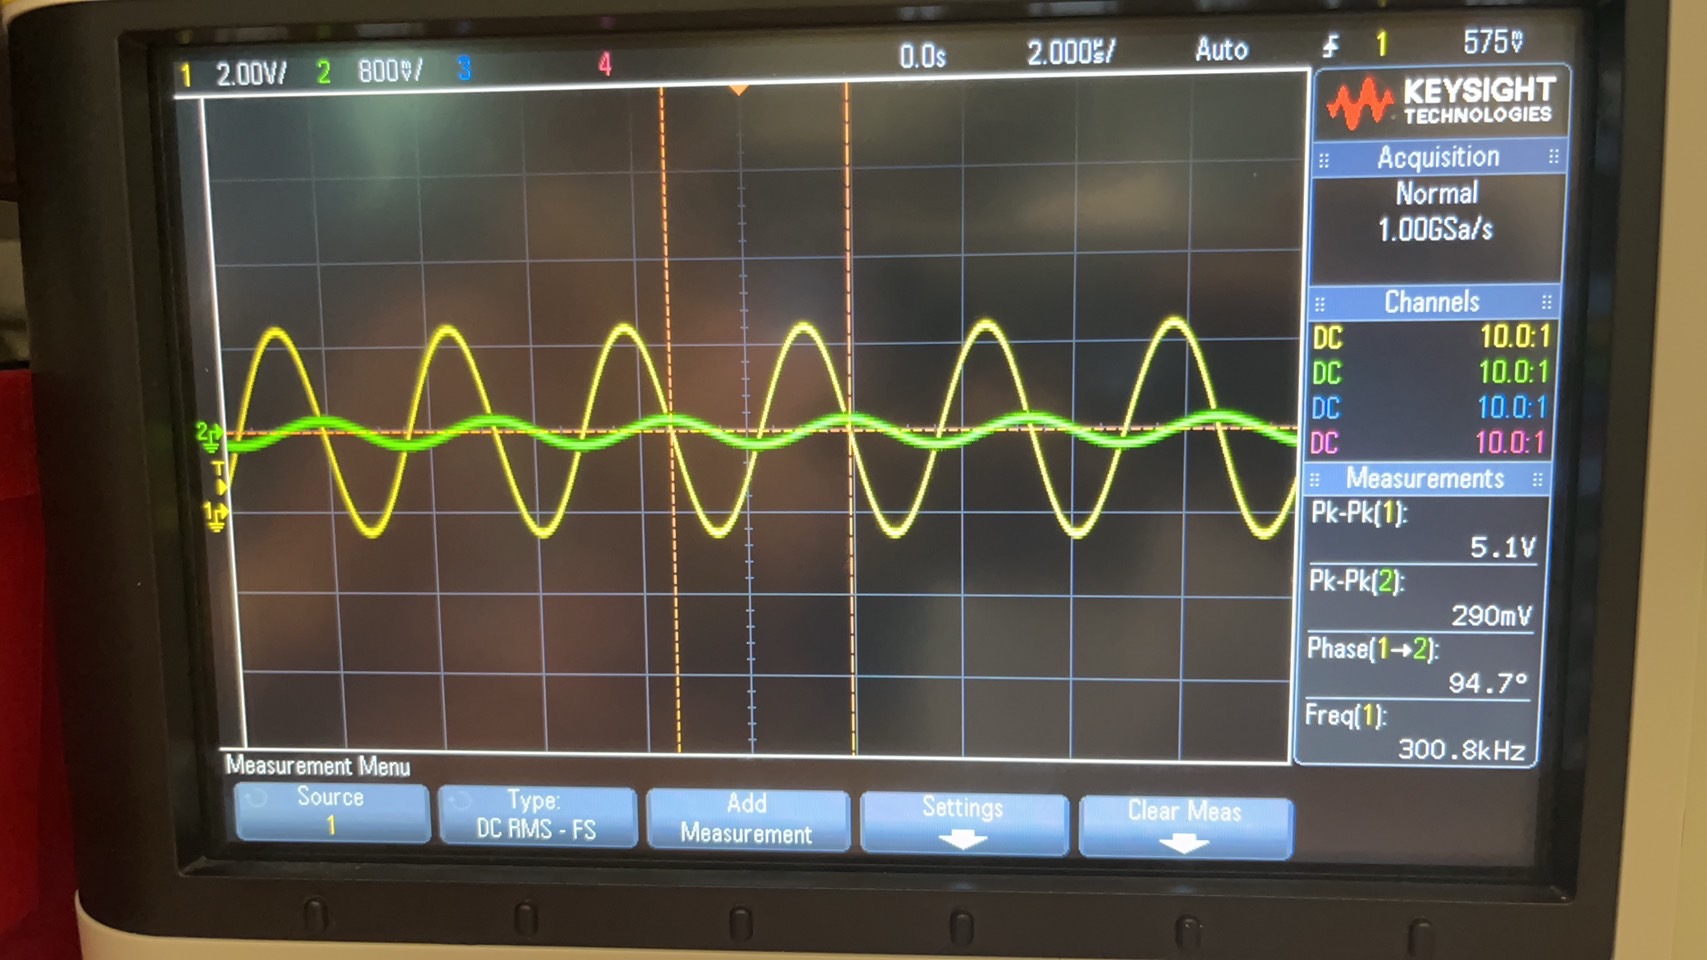 1 2.00V/ 2 800mV/ 3 4 0.0s 2.000us/ Auto 1 575mV
KEYSIGHT
TECHNOLOGIES
Acquisition
Normal
1.00GSa/s
Channels
DC 10.0:1
DC 10.0:1
DC 10.0:1
DC 10.0:1
Measurements
Pk-Pk(1):
5.1V
Pk-Pk(2):
290mV
Phase(1→2):
94.7°
Freq(1):
300.8kHz
2
T
1
Measurement Menu
Source
1
Type:
DC RMS - FS
Add
Measurement
Settings
Clear Meas